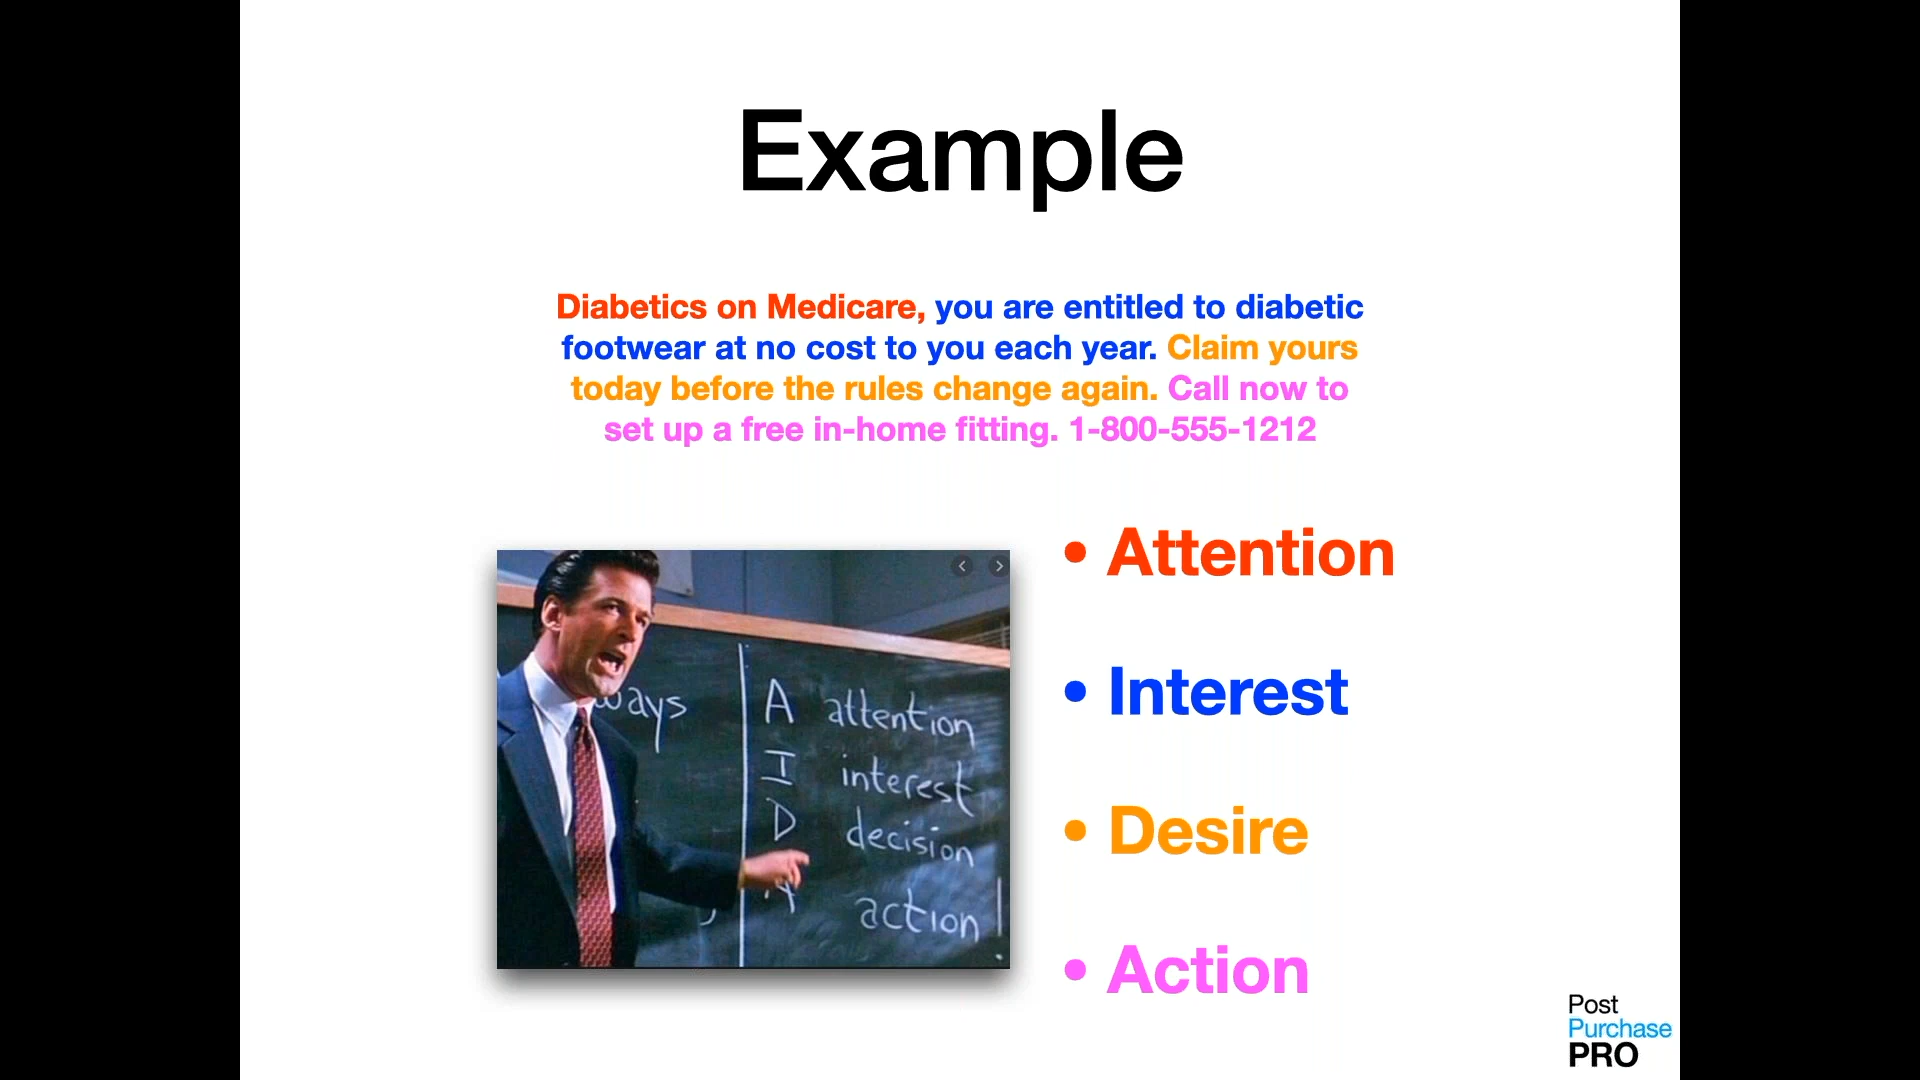 Example
Diabetics on Medicare, you are entitled to diabetic
footwear at no cost to you each year. Claim yours
today before the rules change again. Call now to
set up a free in-home fitting. 1-800-555-1212
ways
A attention
I interest
D decision
A action
• Attention
• Interest
• Desire
• Action
Post
Purchase
PRO